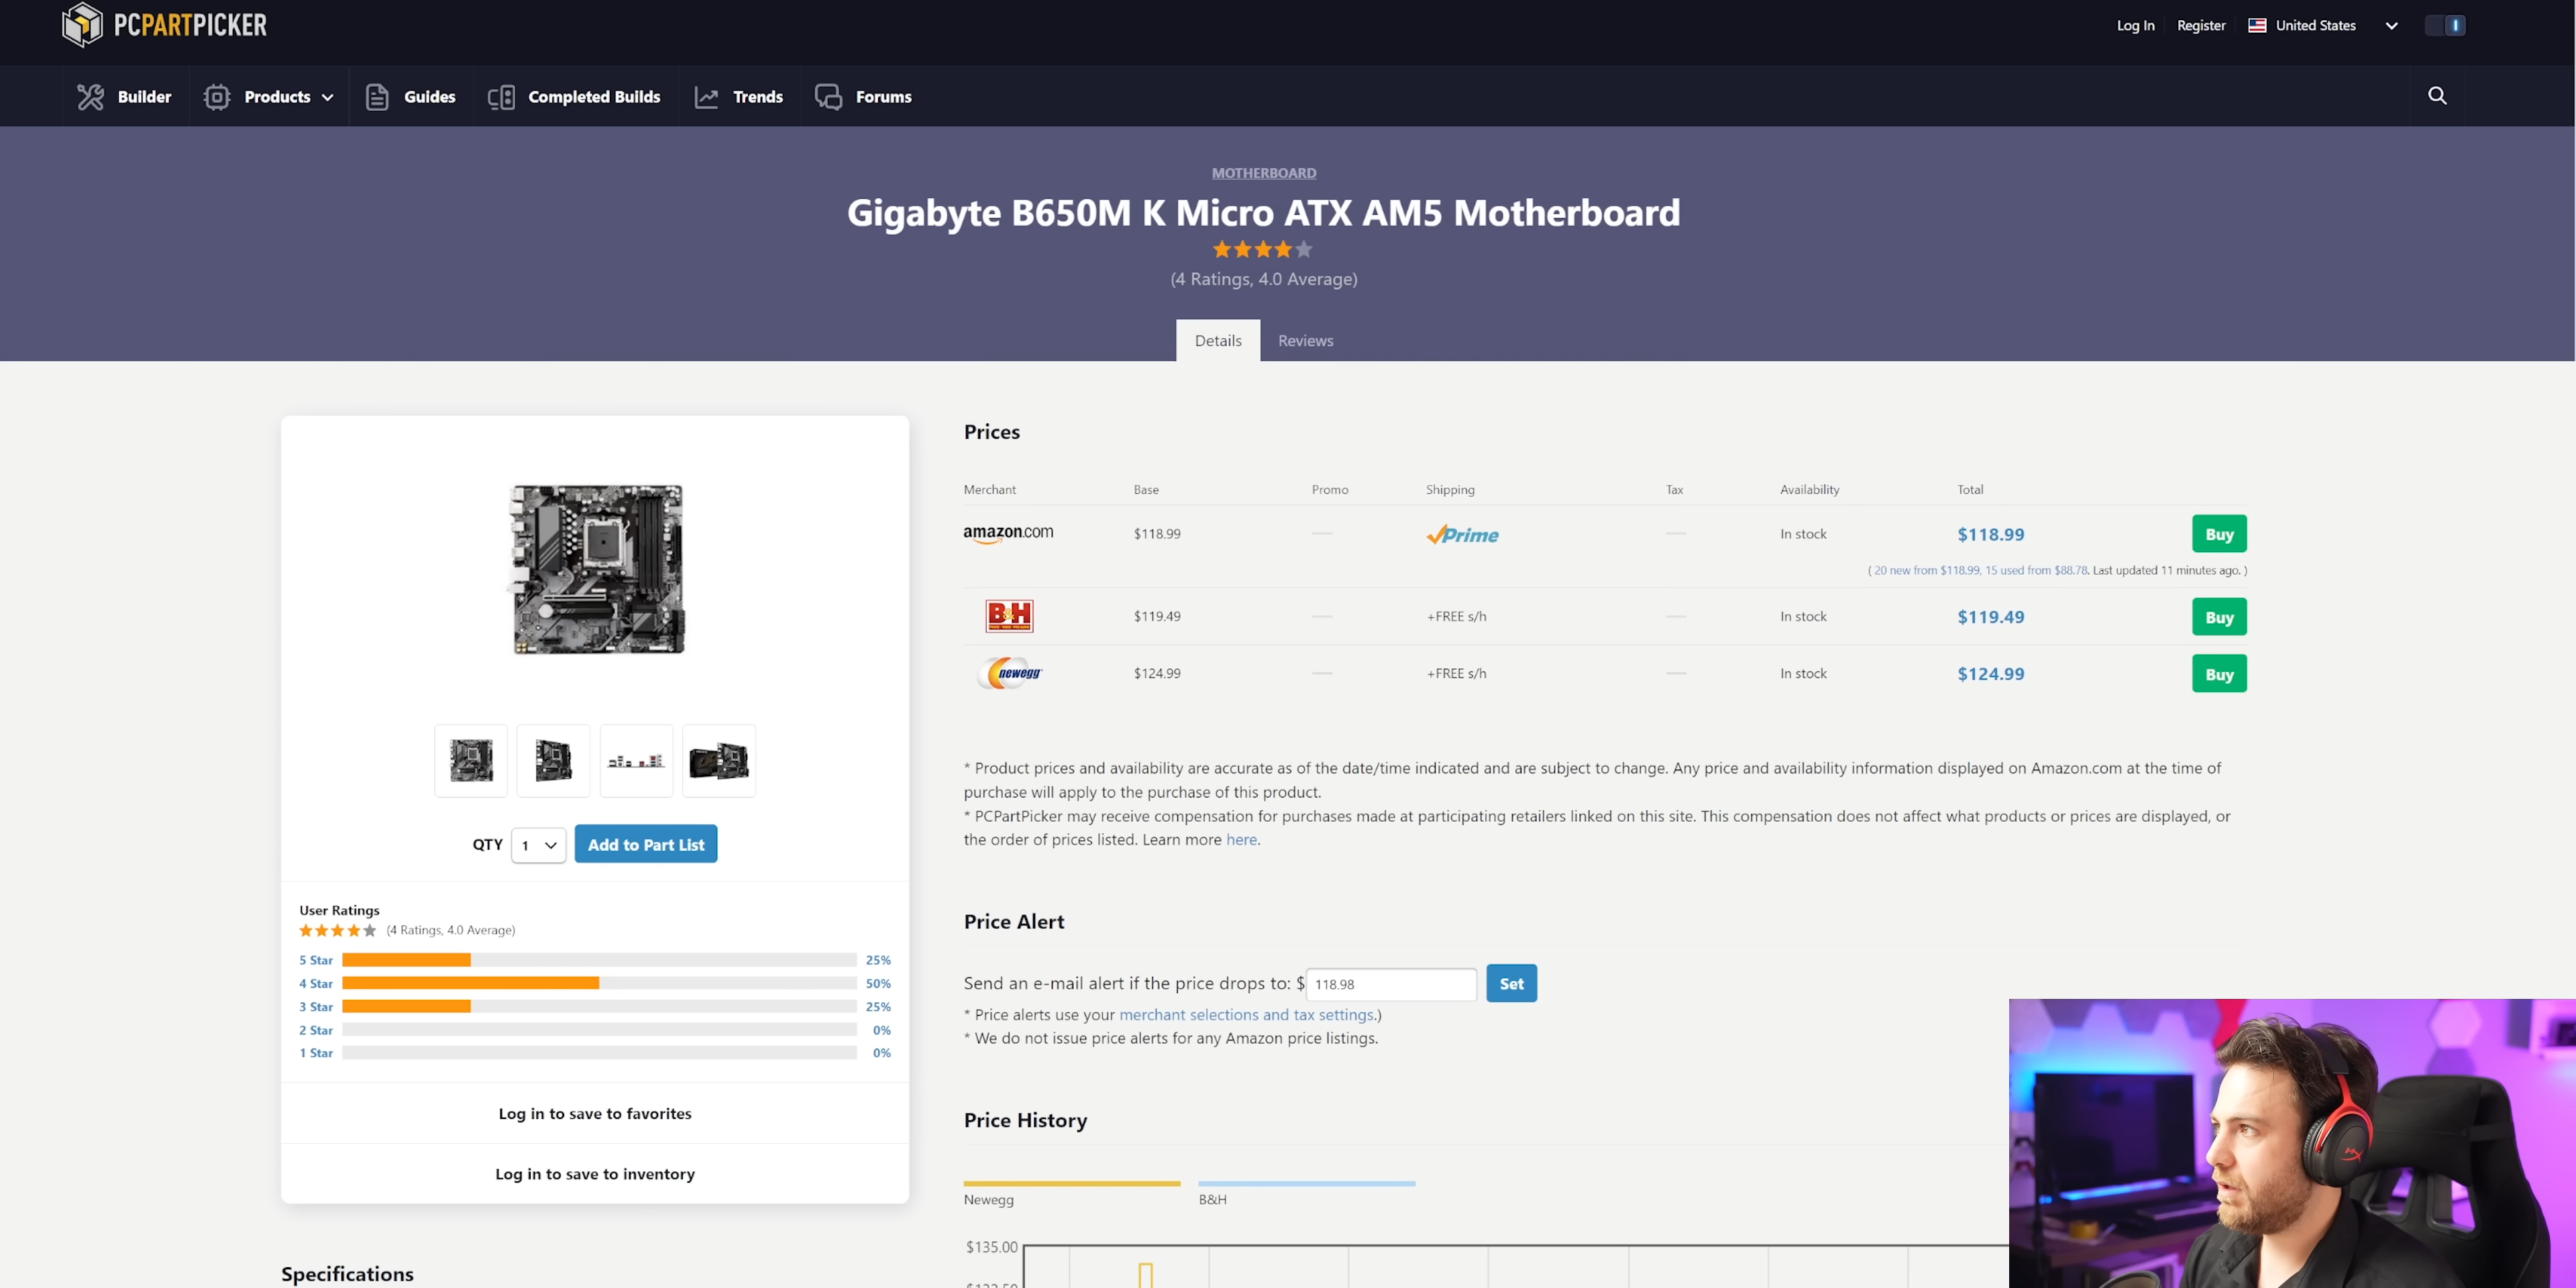 PCPARTPICKER
Log In Register United States
Builder Products Guides Completed Builds Trends Forums
MOTHERBOARD
Gigabyte B650M K Micro ATX AM5 Motherboard
(4 Ratings, 4.0 Average)
Details Reviews
Prices
Merchant Base Promo Shipping Tax Availability Total
amazon.com $118.99 — Prime — In stock $118.99 Buy
( 20 new from $118.99, 15 used from $88.78. Last updated 11 minutes ago. )
B&H $119.49 — +FREE s/h — In stock $119.49 Buy
newegg $124.99 — +FREE s/h — In stock $124.99 Buy
* Product prices and availability are accurate as of the date/time indicated and are subject to change. Any price and availability information displayed on Amazon.com at the time of
purchase will apply to the purchase of this product.
* PCPartPicker may receive compensation for purchases made at participating retailers linked on this site. This compensation does not affect what products or prices are displayed, or
the order of prices listed. Learn more here.
QTY 1 Add to Part List
User Ratings
(4 Ratings, 4.0 Average)
5 Star 25%
4 Star 50%
3 Star 25%
2 Star 0%
1 Star 0%
Log in to save to favorites
Log in to save to inventory
Specifications
Price Alert
Send an e-mail alert if the price drops to: $ 118.98 Set
* Price alerts use your merchant selections and tax settings.)
* We do not issue price alerts for any Amazon price listings.
Price History
Newegg B&H
$135.00